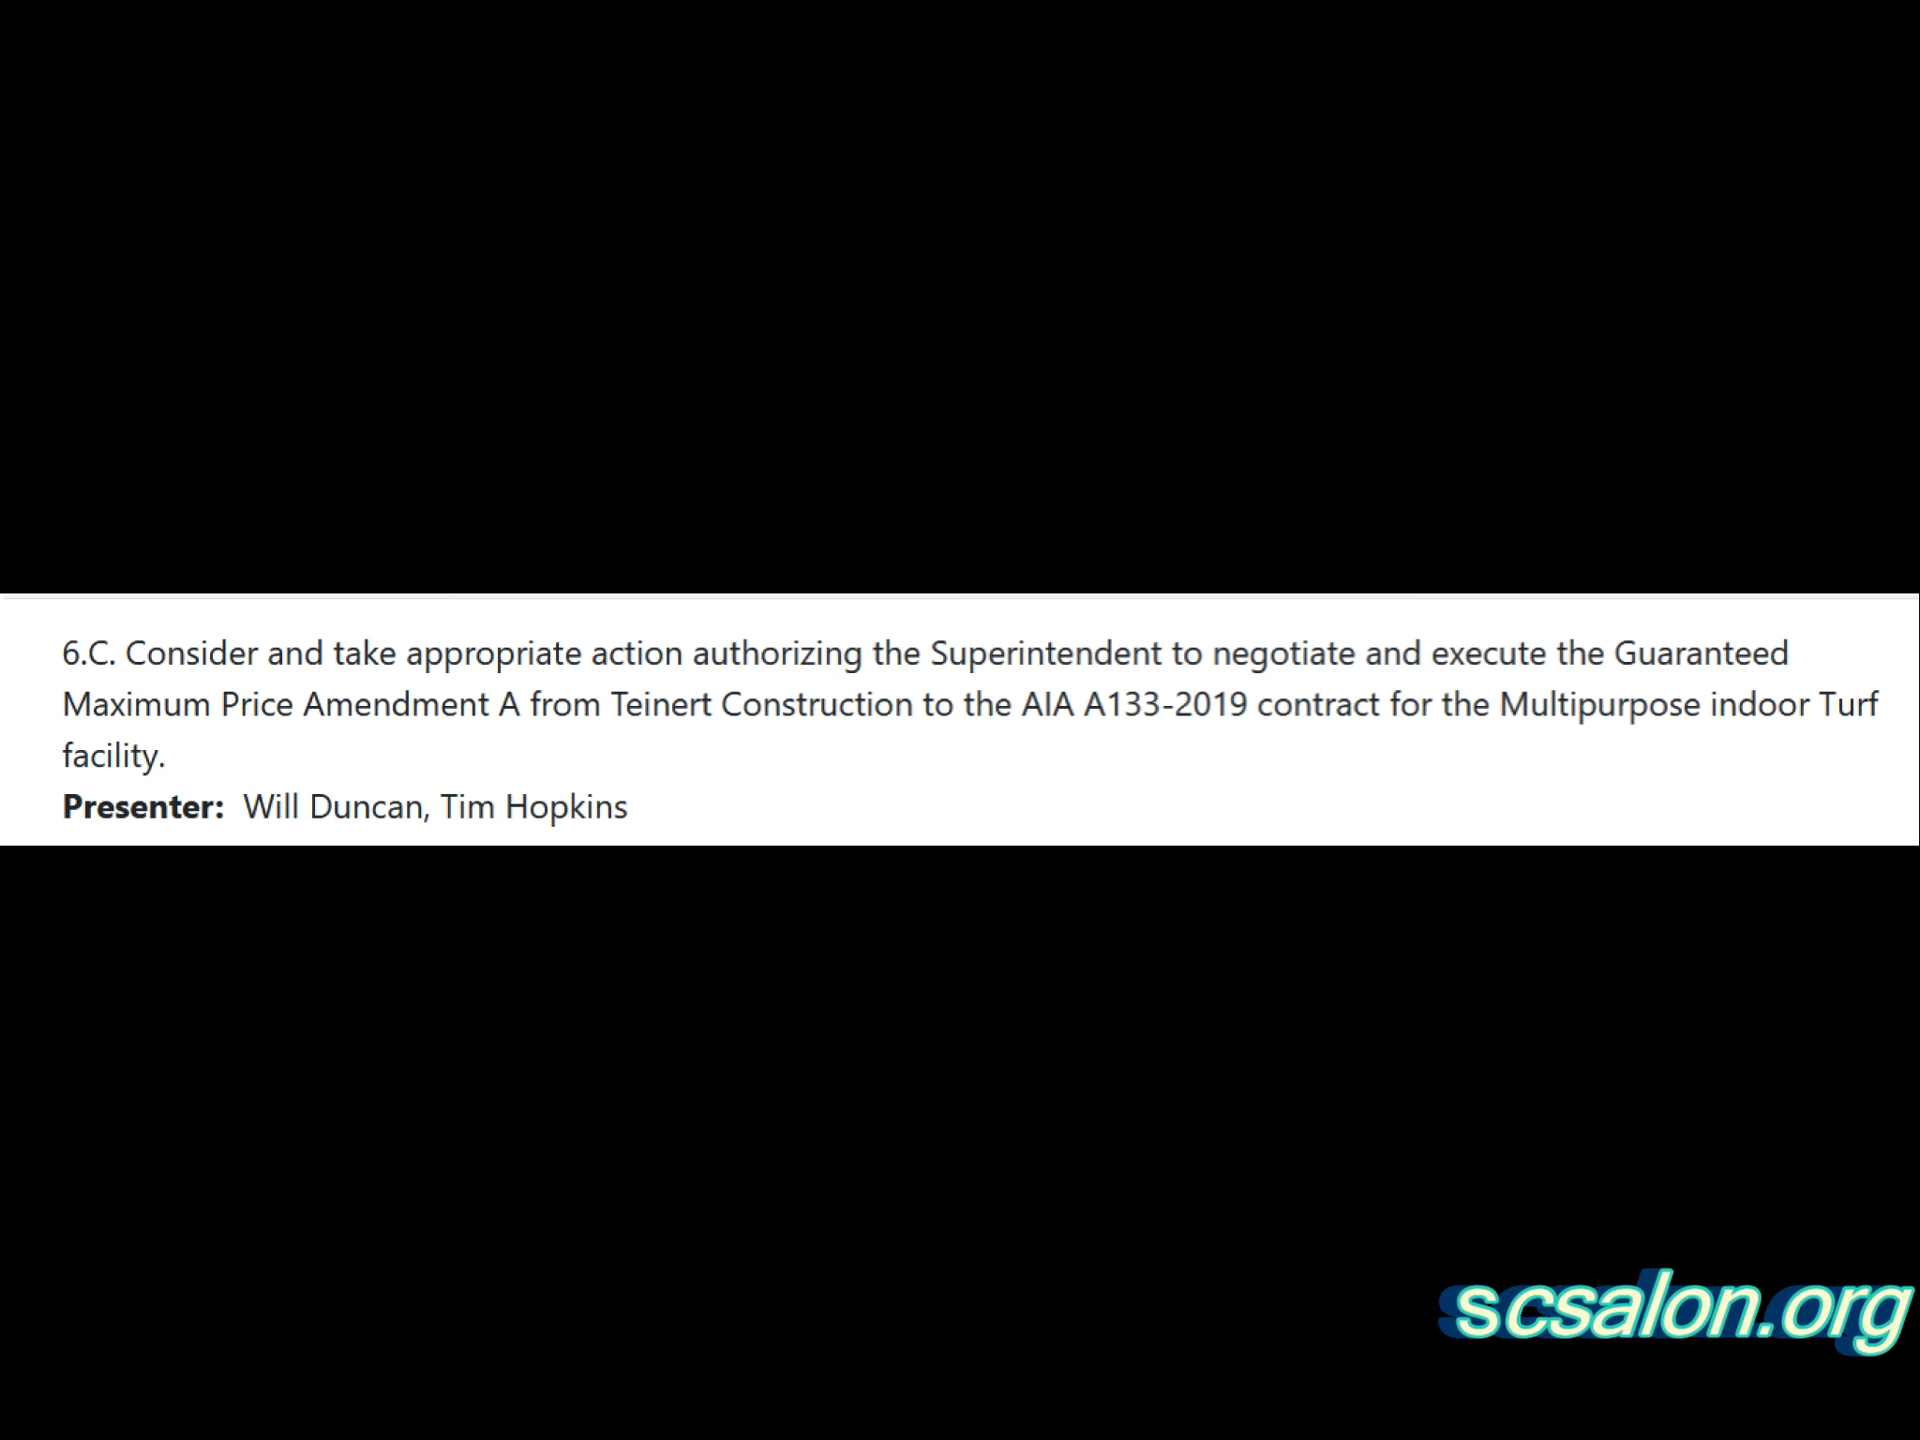 6.C. Consider and take appropriate action authorizing the Superintendent to negotiate and execute the Guaranteed
Maximum Price Amendment A from Teinert Construction to the AIA A133-2019 contract for the Multipurpose indoor Turf
facility.
Presenter: Will Duncan, Tim Hopkins
scsalon.org